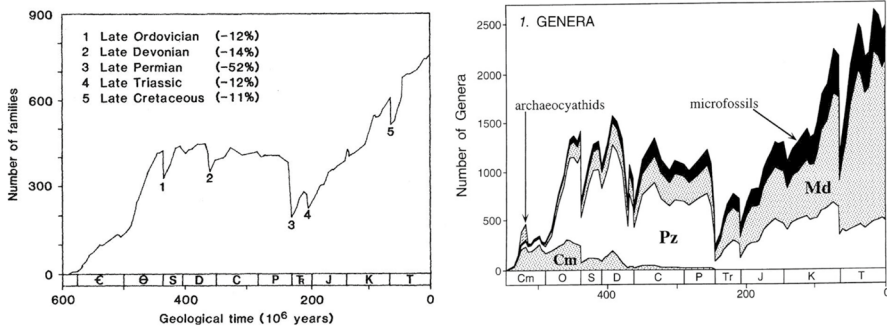 900
600
300
0
Number of families
1 Late Ordovician (-12%)
2 Late Devonian (-14%)
3 Late Permian (-52%)
4 Late Triassic (-12%)
5 Late Cretaceous (-11%)
1
2
3
4
5
Є O S D C P TR J K T
600 400 200 0
Geological time (10⁶ years)
1. GENERA
2500
2000
1500
1000
500
0
Number of Genera
archaeocyathids
microfossils
Md
Pz
Cm
Cm O S D C P Tr J K T
400 200 0